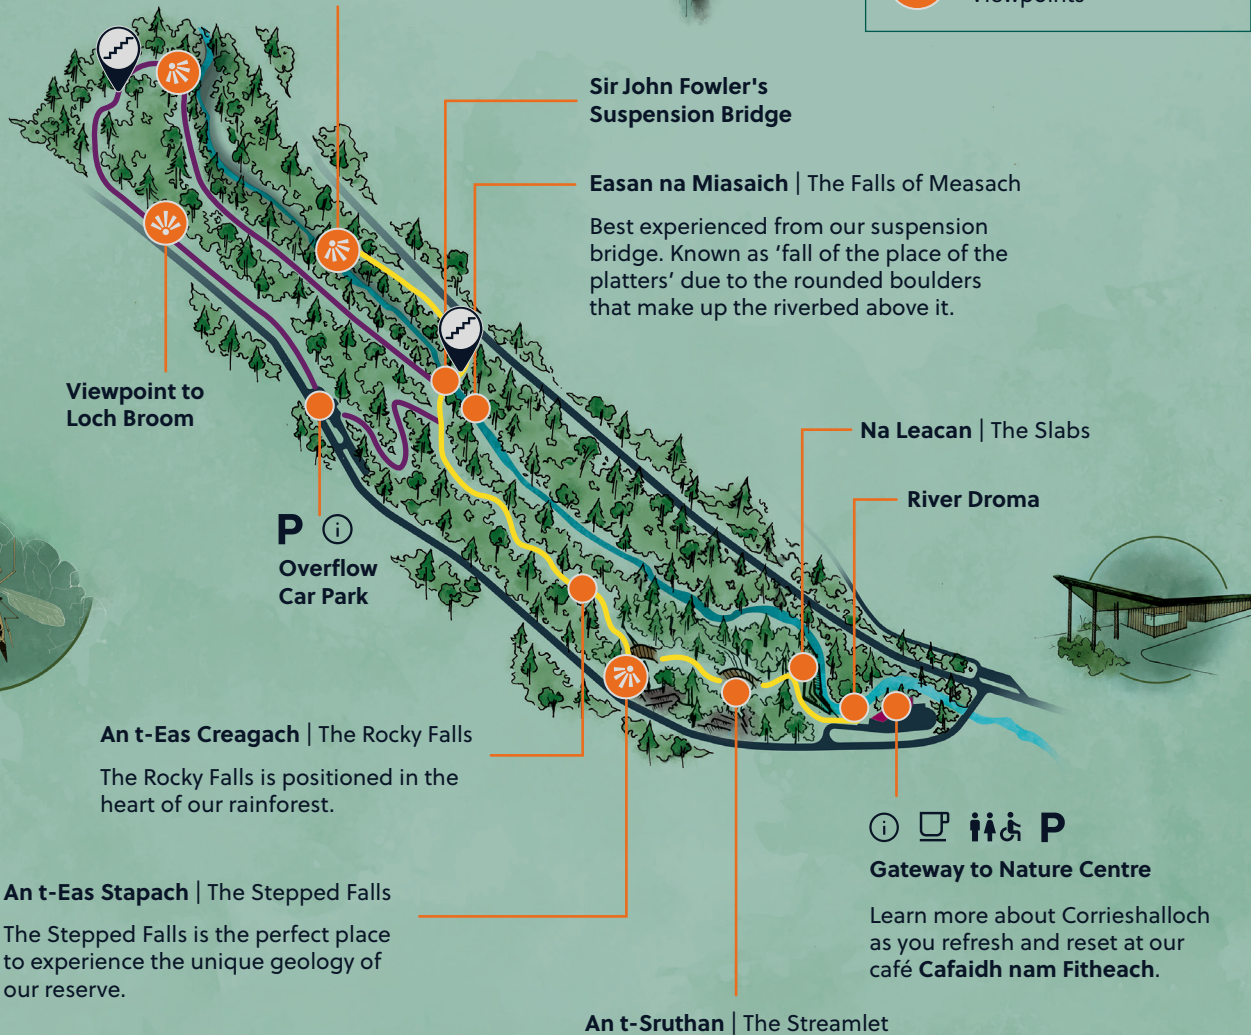 Viewpoints
Sir John Fowler's
Suspension Bridge
Easan na Miasaich | The Falls of Measach
Best experienced from our suspension
bridge. Known as ‘fall of the place of the
platters’ due to the rounded boulders
that make up the riverbed above it.
Viewpoint to
Loch Broom
Na Leacan | The Slabs
River Droma
P
Overflow
Car Park
An t-Eas Creagach | The Rocky Falls
The Rocky Falls is positioned in the
heart of our rainforest.
P
Gateway to Nature Centre
Learn more about Corrieshalloch
as you refresh and reset at our
café Cafaidh nam Fitheach.
An t-Eas Stapach | The Stepped Falls
The Stepped Falls is the perfect place
to experience the unique geology of
our reserve.
An t-Sruthan | The Streamlet